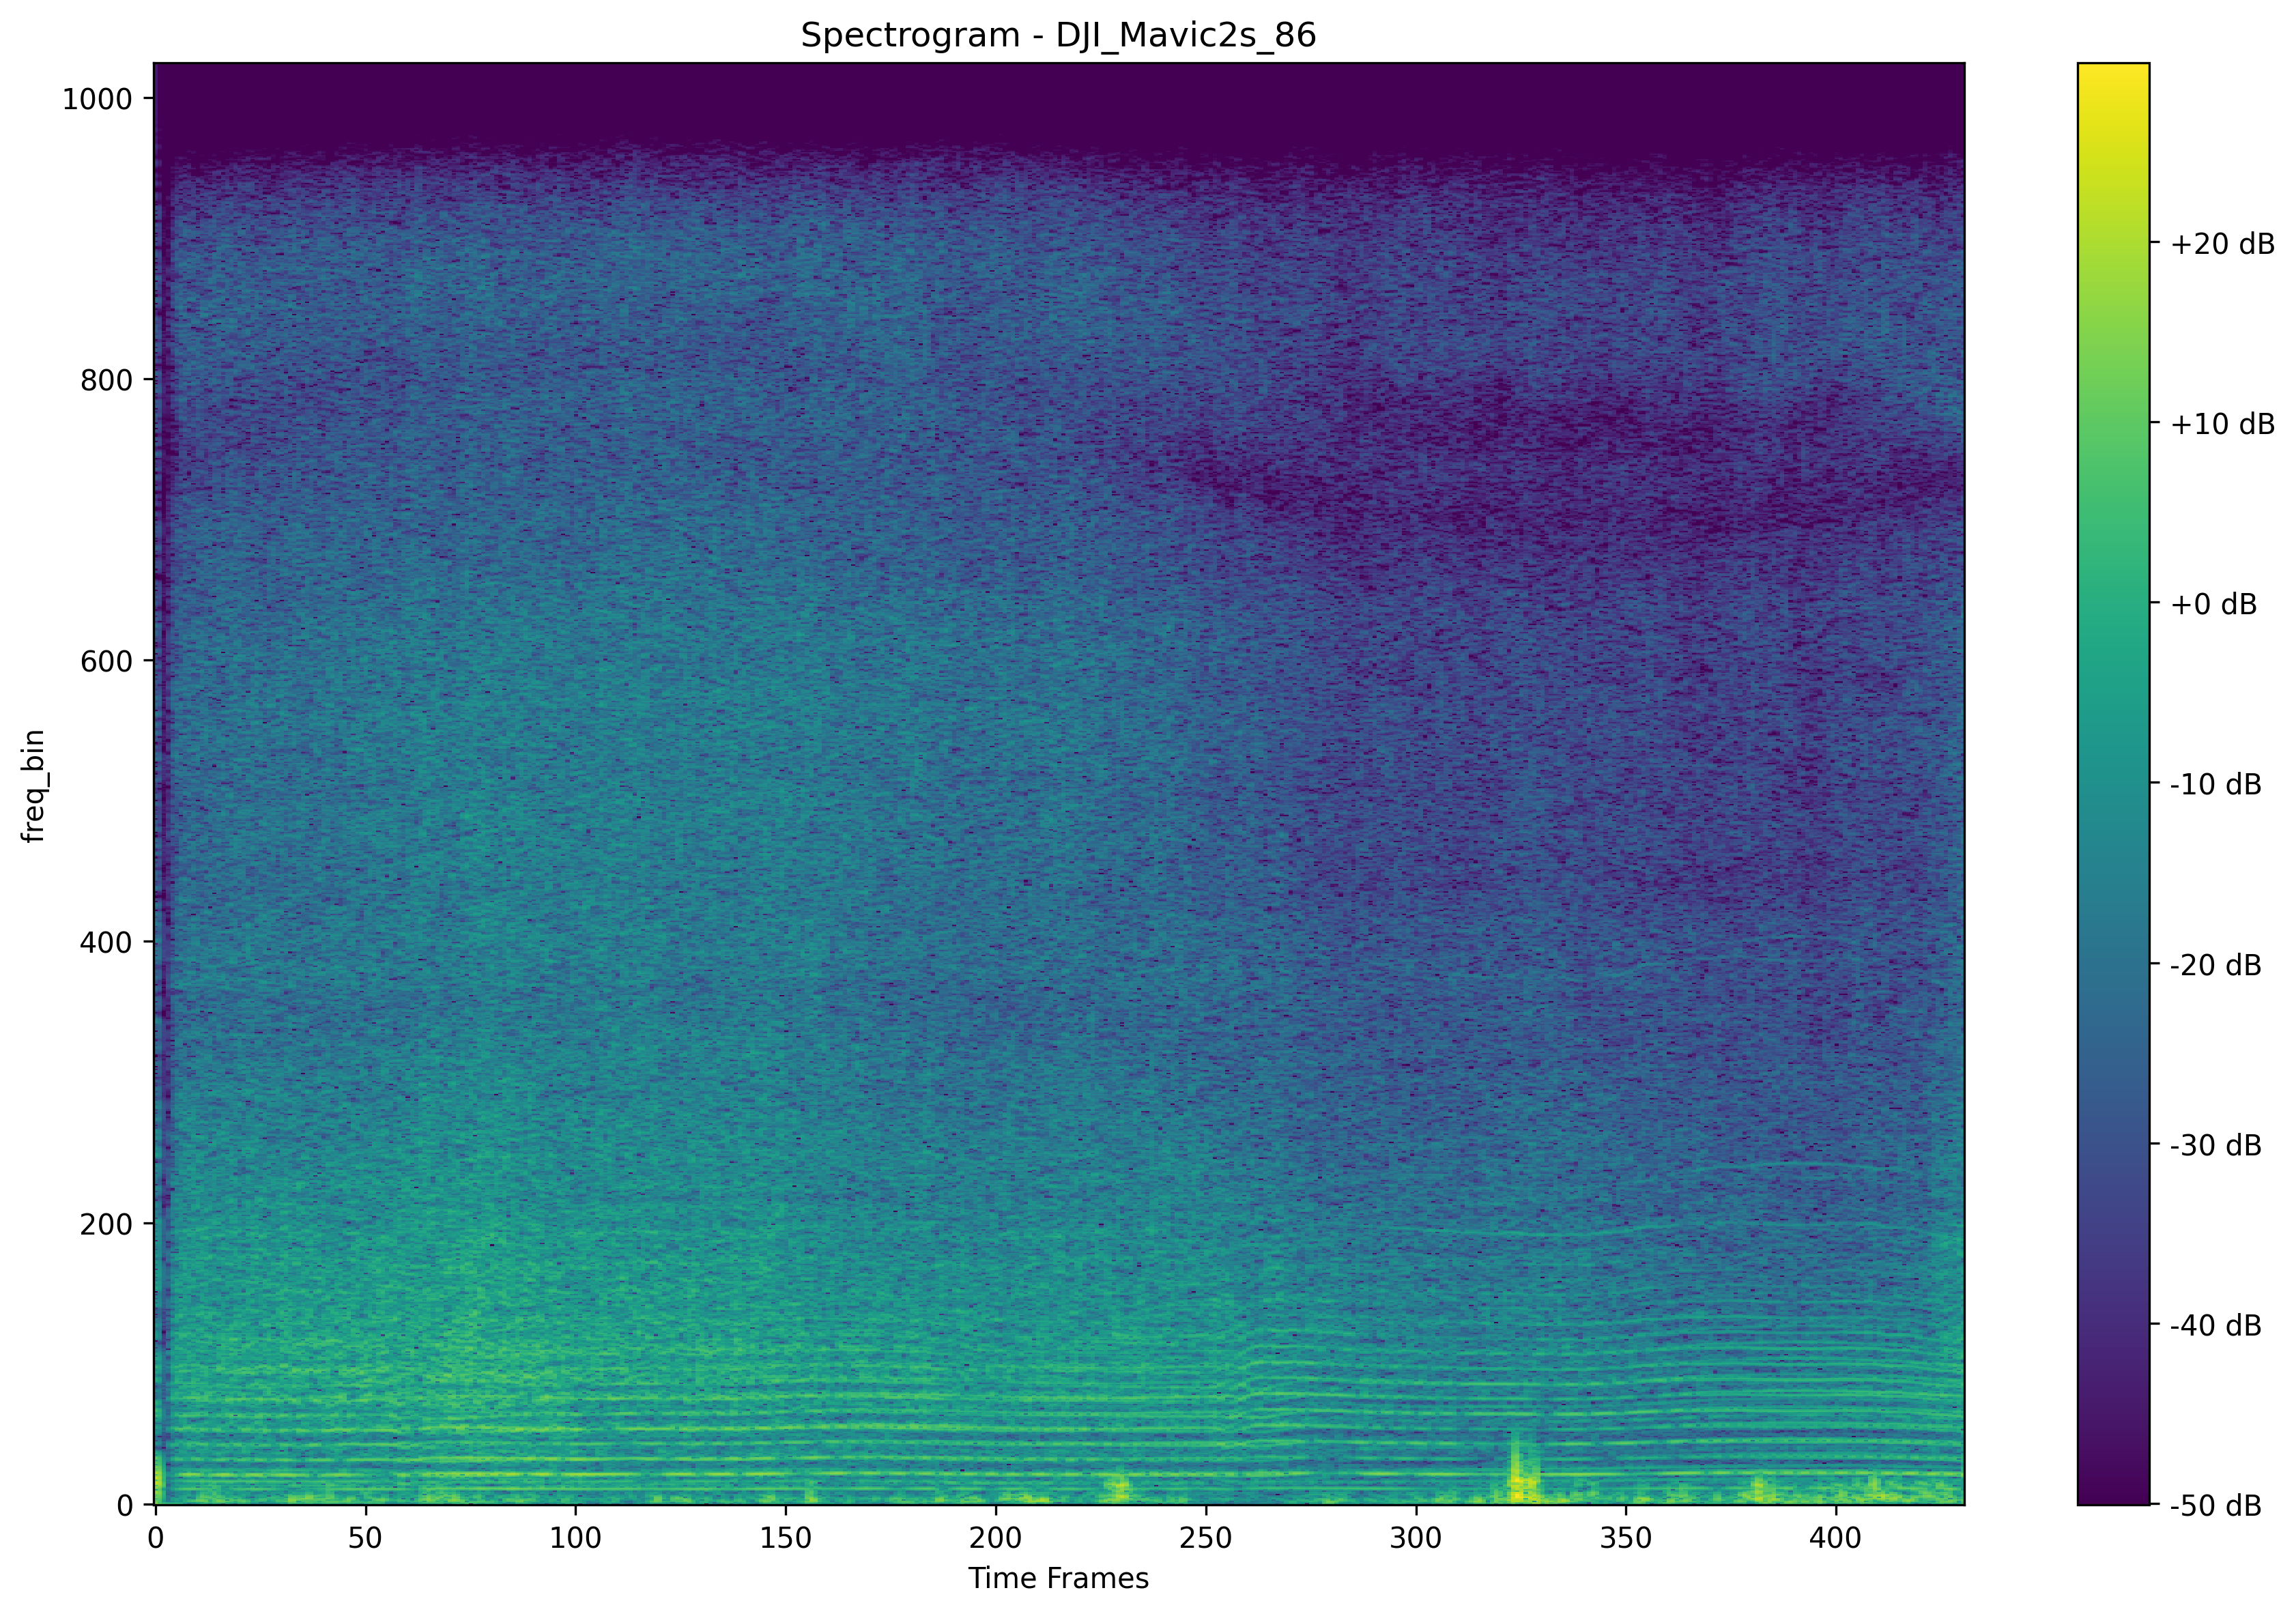 Spectrogram - DJI_Mavic2s_86
freq_bin
1000
800
600
400
200
0
0 50 100 150 200 250 300 350 400
Time Frames
+20 dB
+10 dB
+0 dB
-10 dB
-20 dB
-30 dB
-40 dB
-50 dB